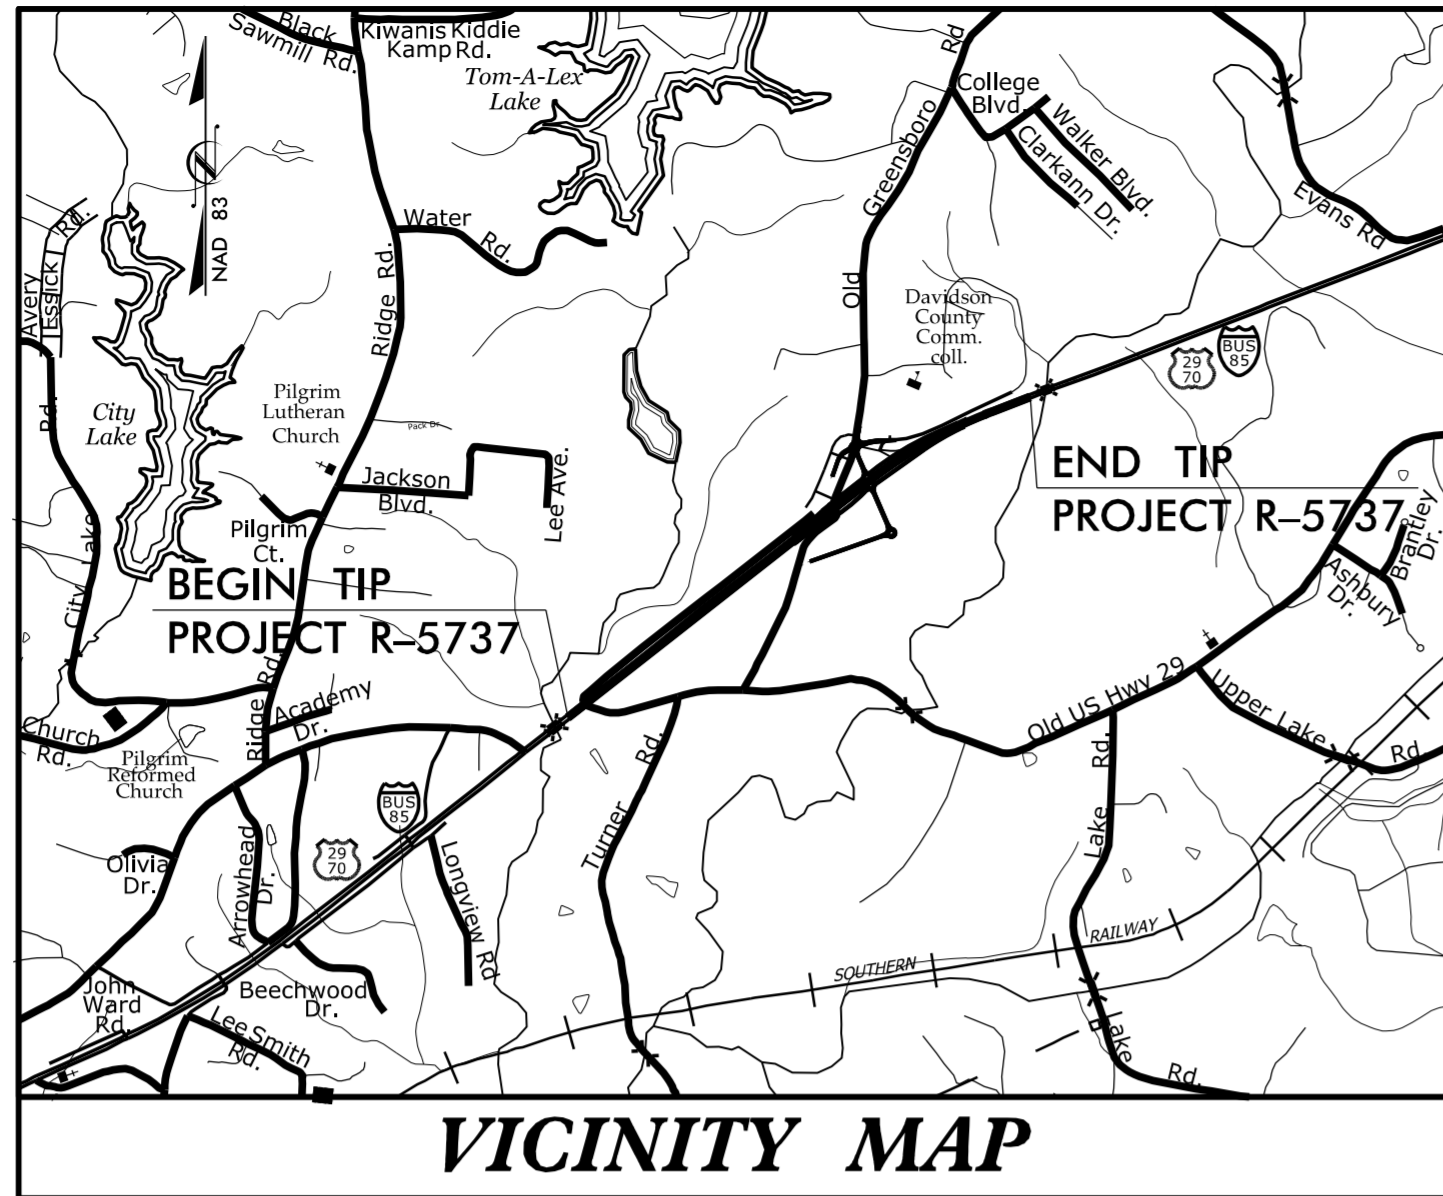 Black
Sawmill Rd.
Kiwanis Kiddie
Kamp Rd.
Tom-A-Lex
Lake
Rd
College
Blvd.
Walker Blvd.
Clarkann Dr.
Greensboro
Old
Evans Rd
NAD 83
Rd.
Avery
Essick
Rd.
Water
Rd.
Ridge Rd.
Davidson
County
Comm.
coll.
BUS
85
29
70
City
Lake
Pilgrim
Lutheran
Church
Pack Dr
Jackson
Blvd.
Lee Ave.
Pilgrim
Ct.
City Lake
END TIP
PROJECT R–5737
Brantley
Dr.
Ashbury
Dr.
BEGIN TIP
PROJECT R–5737
Ridge Rd.
Academy
Dr.
Church
Rd.
Pilgrim
Reformed
Church
Old US Hwy 29
Upper Lake
Rd
Turner
Rd.
Lake
Rd.
BUS
85
29
70
Olivia
Dr.
Arrowhead
Dr.
Longview Rd
SOUTHERN
RAILWAY
John
Ward
Rd.
Beechwood
Dr.
Lee Smith
Rd.
Lake
Rd.
VICINITY MAP